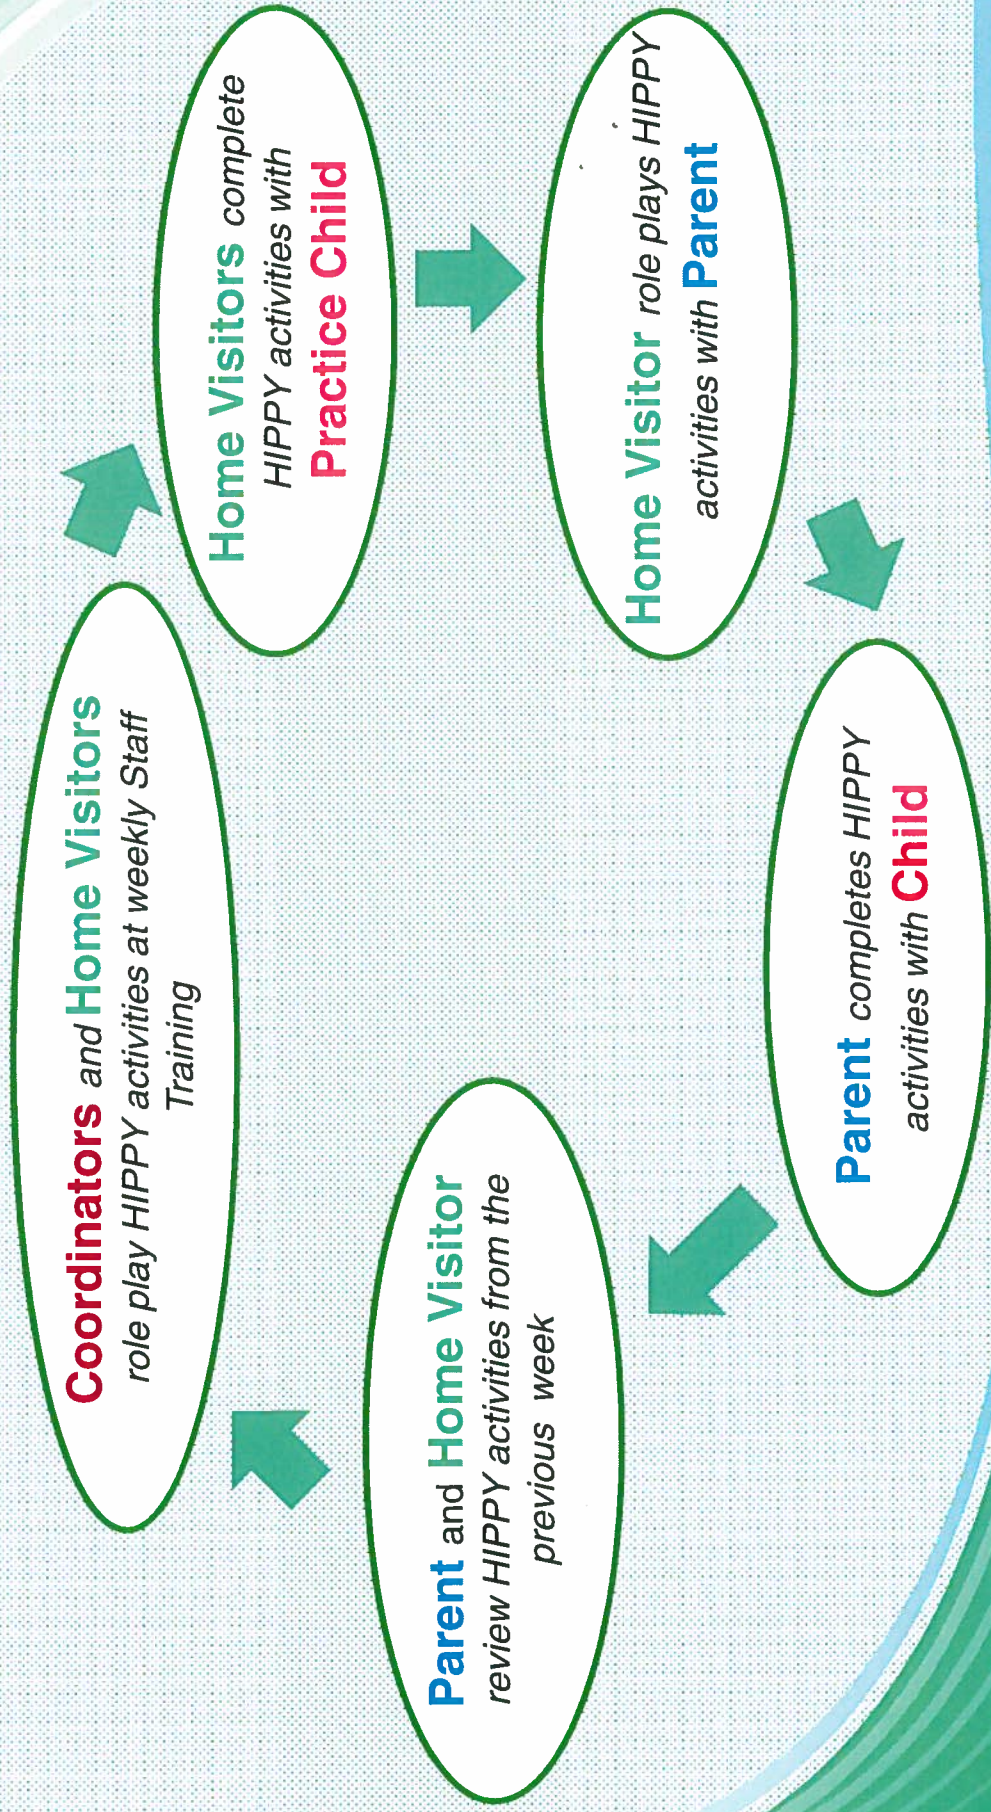 Coordinators and Home Visitors
role play HIPPY activities at weekly Staff
Training
Home Visitors complete
HIPPY activities with
Practice Child
Home Visitor role plays HIPPY
activities with Parent
Parent completes HIPPY
activities with Child
Parent and Home Visitor
review HIPPY activities from the
previous week